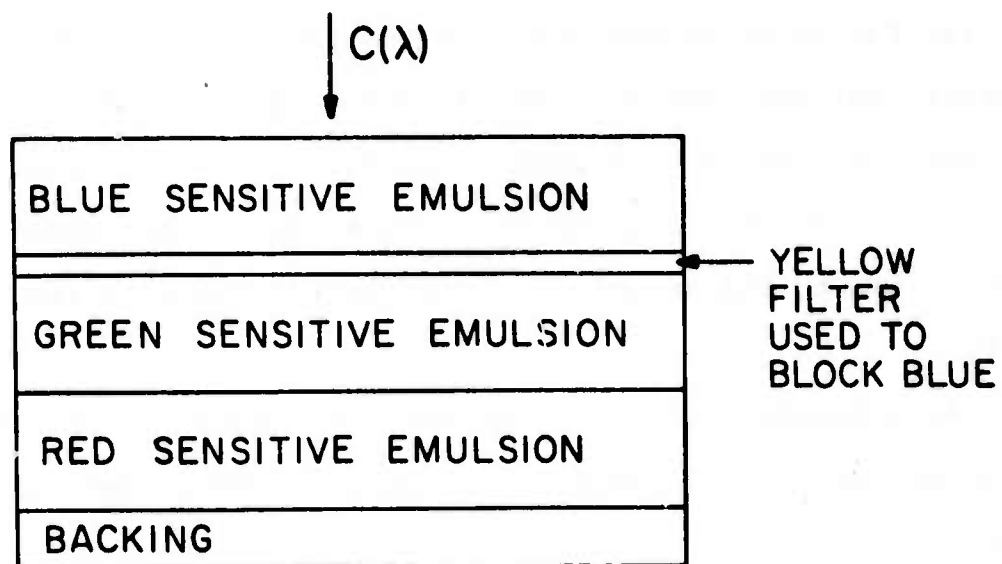 C(λ)
BLUE SENSITIVE EMULSION
YELLOW
FILTER
USED TO
BLOCK BLUE
GREEN SENSITIVE EMULSION
RED SENSITIVE EMULSION
BACKING